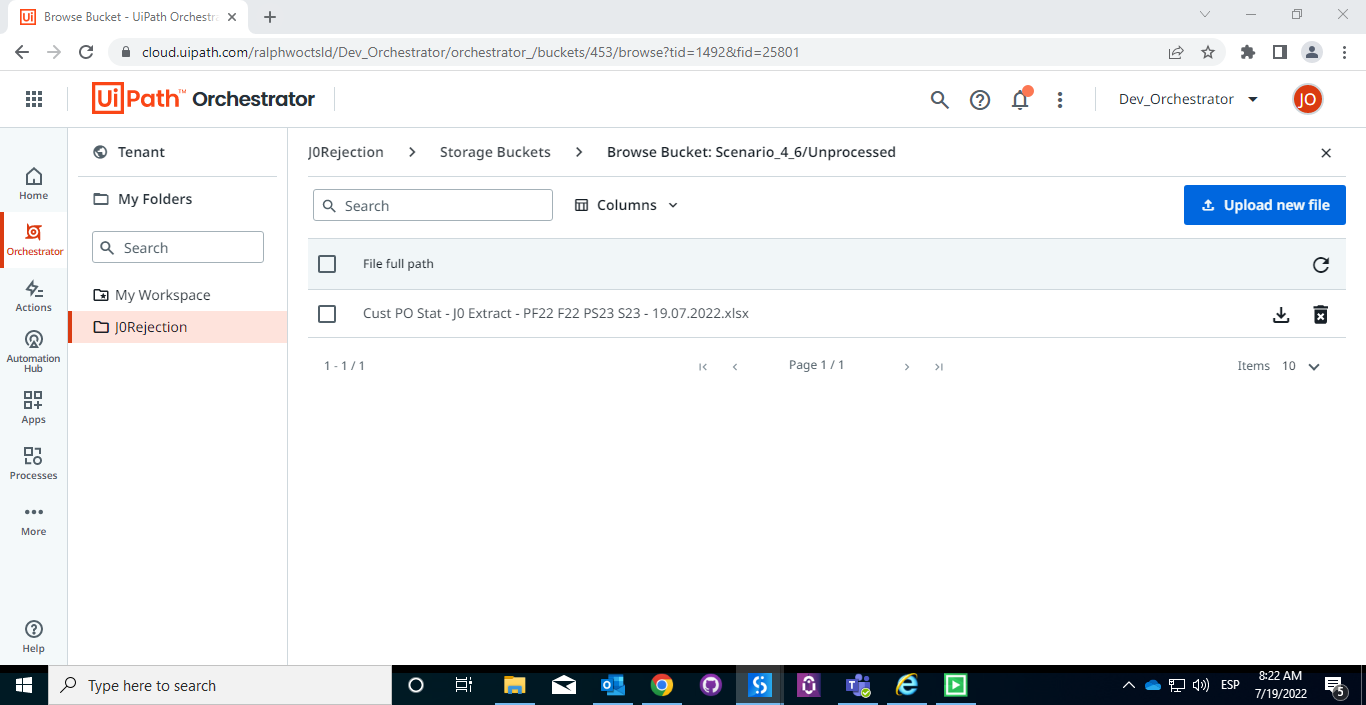 Browse Bucket - UiPath Orchestra
cloud.uipath.com/ralphwoctsld/Dev_Orchestrator/orchestrator_/buckets/453/browse?tid=1492&fid=25801
UiPath™ Orchestrator
Dev_Orchestrator
JO
Tenant
J0Rejection > Storage Buckets > Browse Bucket: Scenario_4_6/Unprocessed
Home
My Folders
Search
Columns
Upload new file
Orchestrator
Search
File full path
Actions
My Workspace
Cust PO Stat - J0 Extract - PF22 F22 PS23 S23 - 19.07.2022.xlsx
J0Rejection
Automation
Hub
1 - 1 / 1
Page 1 / 1
Items 10
Apps
Processes
More
Help
Type here to search
ESP
8:22 AM
7/19/2022
5